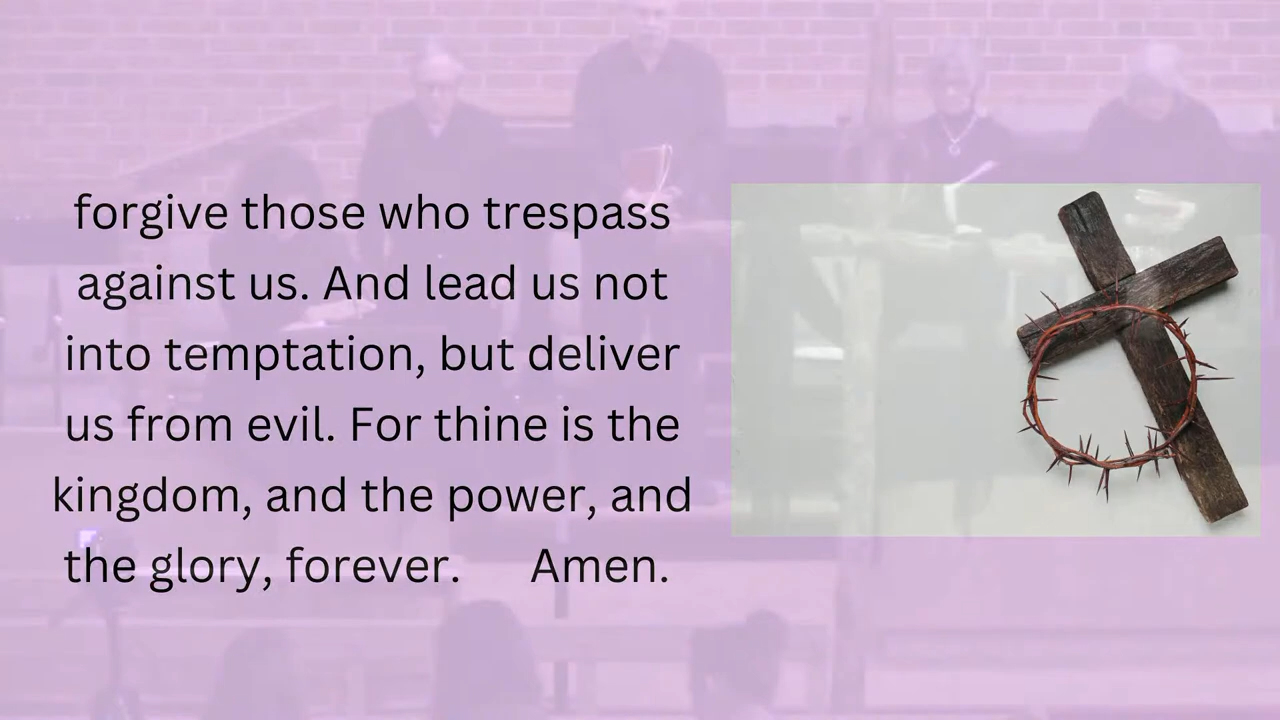 forgive those who trespass
against us. And lead us not
into temptation, but deliver
us from evil. For thine is the
kingdom, and the power, and
the glory, forever. Amen.